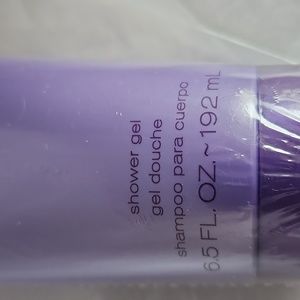 shower gel
gel douche
shampoo para cuerpo
6.5 FL. OZ. ~ 192 mL